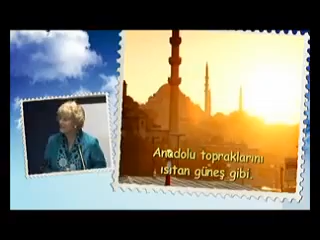 Anadolu topraklarını
ısıtan güneş gibi.